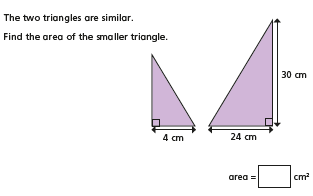 The two triangles are similar.
Find the area of the smaller triangle.
30 cm
4 cm
24 cm
area = cm²